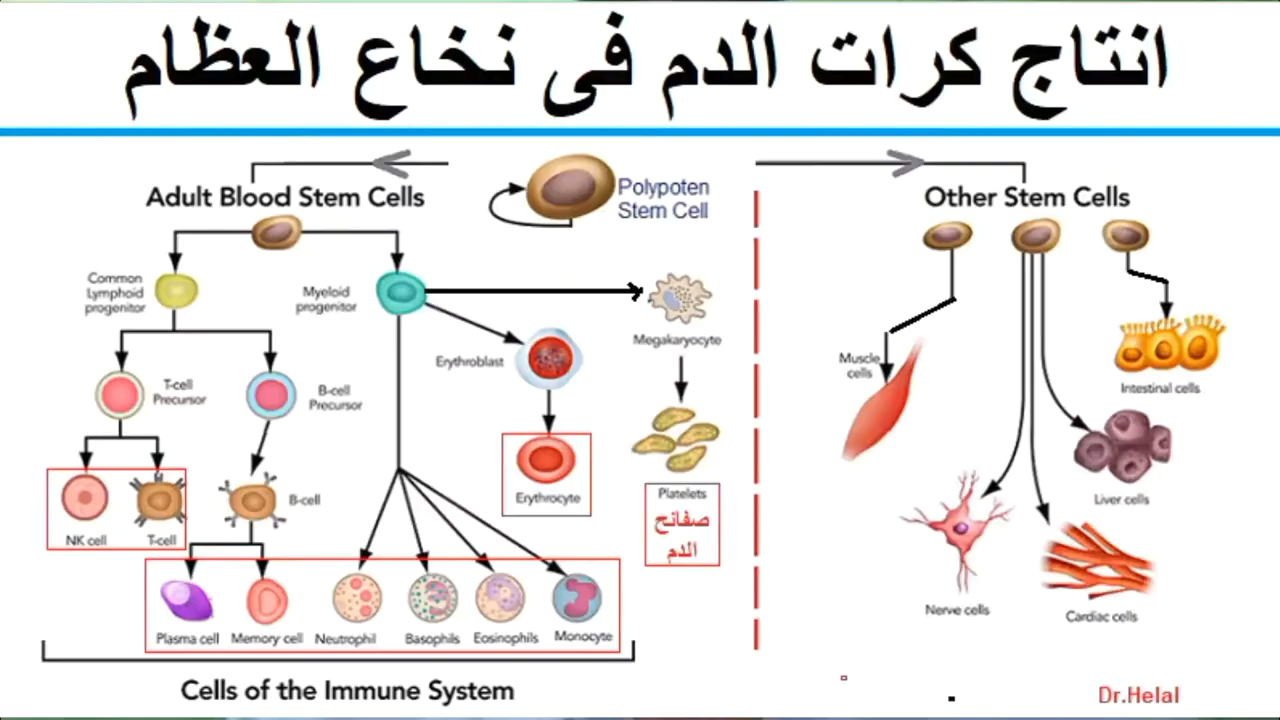 انتاج كرات الدم فى نخاع العظام
Adult Blood Stem Cells
Polypoten
Stem Cell
Other Stem Cells
Common
Lymphoid
progenitor
Myeloid
progenitor
Megakaryocyte
Erythroblast
Muscle
cells
Intestinal cells
T-cell
Precursor
B-cell
Precursor
Erythrocyte
Platelets
صفائح
الدم
B-cell
Liver cells
NK cell
T-cell
Nerve cells
Cardiac cells
Plasma cell
Memory cell
Neutrophil
Basophils
Eosinophils
Monocyte
Cells of the Immune System
Dr.Helal